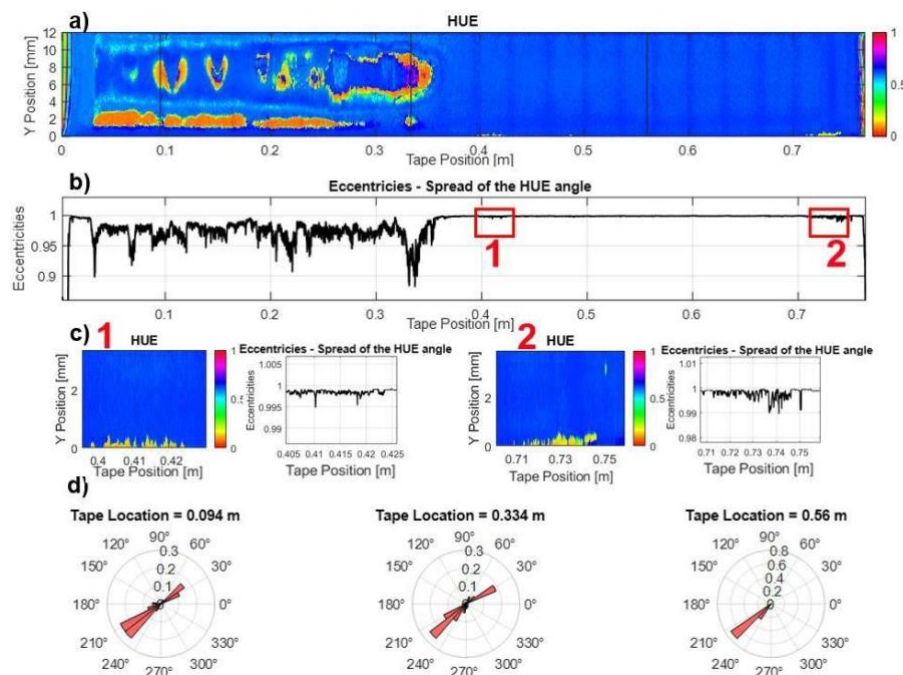 a) HUE
12
10
8
6
4
2
0
Y Position [mm]
0 0.1 0.2 0.3 0.4 0.5 0.6 0.7
Tape Position [m]
1
0.5
0
b) Eccentricies - Spread of the HUE angle
Eccentricities
1
0.95
0.9
1 2
0.1 0.2 0.3 0.4 0.5 0.6 0.7
Tape Position [m]
c) 1 HUE
Y Position [mm]
2
0
0.4 0.41 0.42
Tape Position [m]
1
0.5
0
Eccentricies - Spread of the HUE angle
Eccentricities
1.005
1
0.995
0.99
0.405 0.41 0.415 0.42 0.425
Tape Position [m]
2 HUE
Y Position [mm]
2
0
0.71 0.73 0.75
Tape Position [m]
1
0.5
0
Eccentricies - Spread of the HUE angle
Eccentricities
1.01
1
0.99
0.98
0.71 0.72 0.73 0.74 0.75
Tape Position [m]
d)
Tape Location = 0.094 m
90°
120° 60°
150° 30°
180° 0°
210° 330°
240° 300°
270°
0.3
0.2
0.1
0
Tape Location = 0.334 m
90°
120° 60°
150° 30°
180° 0°
210° 330°
240° 300°
270°
0.3
0.2
0.1
0
Tape Location = 0.56 m
90°
120° 60°
150° 30°
180° 0°
210° 330°
240° 300°
270°
0.8
0.6
0.4
0.2
0